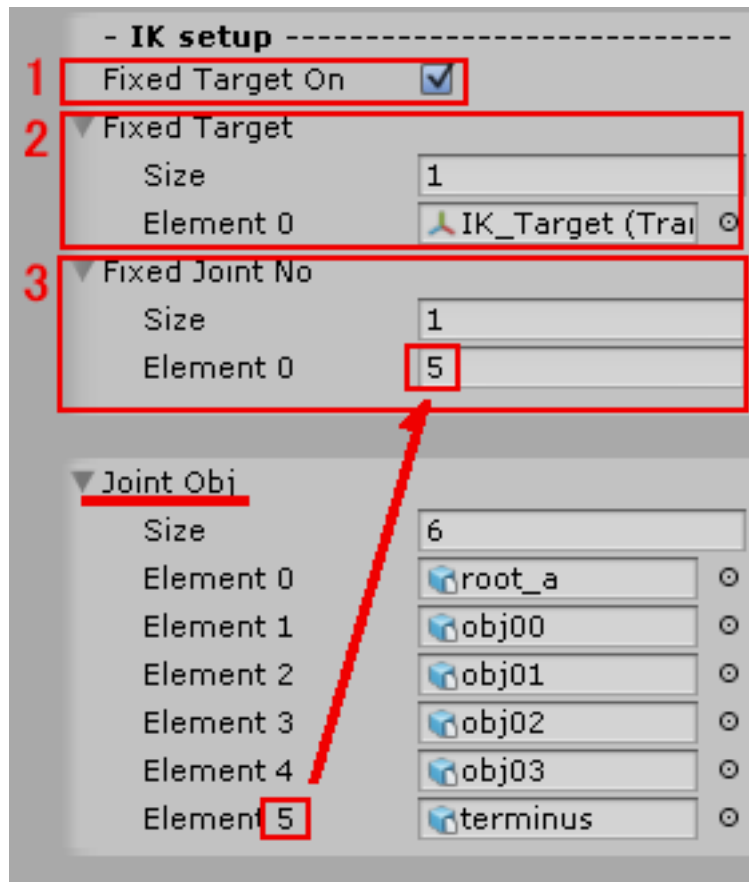 - IK setup ----------------------------
1 Fixed Target On
2 Fixed Target
Size 1
Element 0 IK_Target (Trai
3 Fixed Joint No
Size 1
Element 0 5
Joint Obj
Size 6
Element 0 root_a
Element 1 obj00
Element 2 obj01
Element 3 obj02
Element 4 obj03
Element 5 terminus